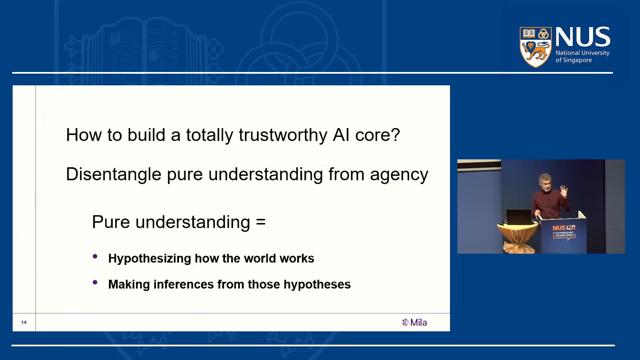 NUS
National University
of Singapore
How to build a totally trustworthy AI core?
Disentangle pure understanding from agency
Pure understanding =
• Hypothesizing how the world works
• Making inferences from those hypotheses
14
Mila
NUS120